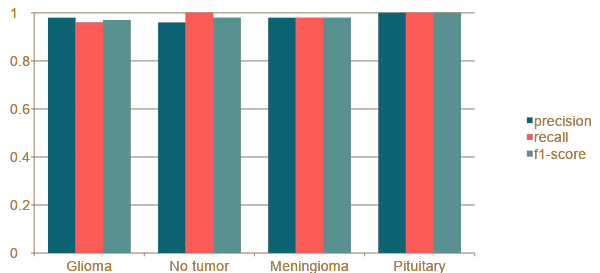 1
0.8
0.6
0.4
0.2
0
Glioma No tumor Meningioma Pituitary
precision
recall
f1-score